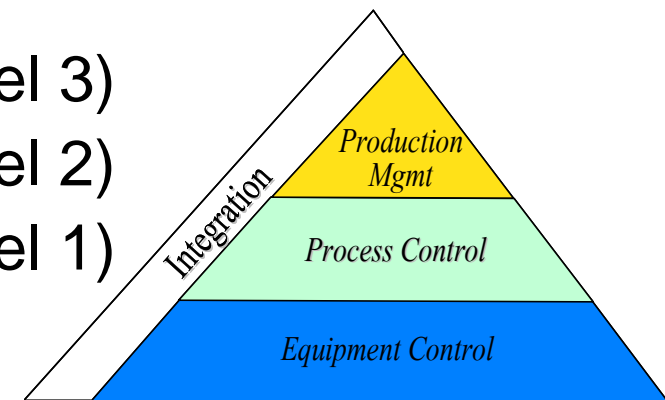 el 3)
el 2)
el 1)
Integration
Production
Mgmt
Process Control
Equipment Control